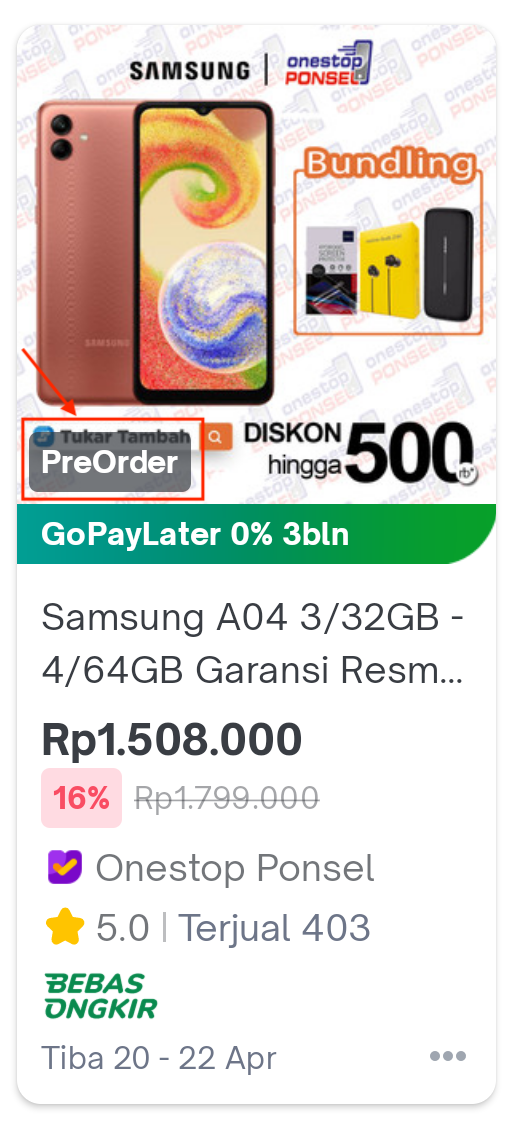 SAMSUNG
onestop
PONSEL
Bundling
SAMSUNG
Tukar Tambah
PreOrder
DISKON
hingga
500
rb*
GoPayLater 0% 3bln
Samsung A04 3/32GB -
4/64GB Garansi Resm...
Rp1.508.000
16% Rp1.799.000
Onestop Ponsel
5.0 | Terjual 403
BEBAS
ONGKIR
Tiba 20 - 22 Apr